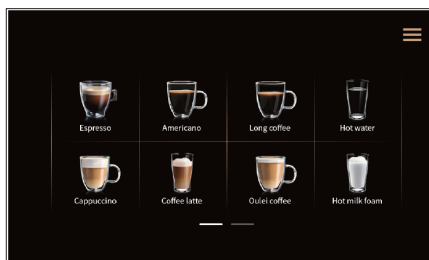 Espresso
Americano
Long coffee
Hot water
Cappuccino
Coffee latte
Oulei coffee
Hot milk foam